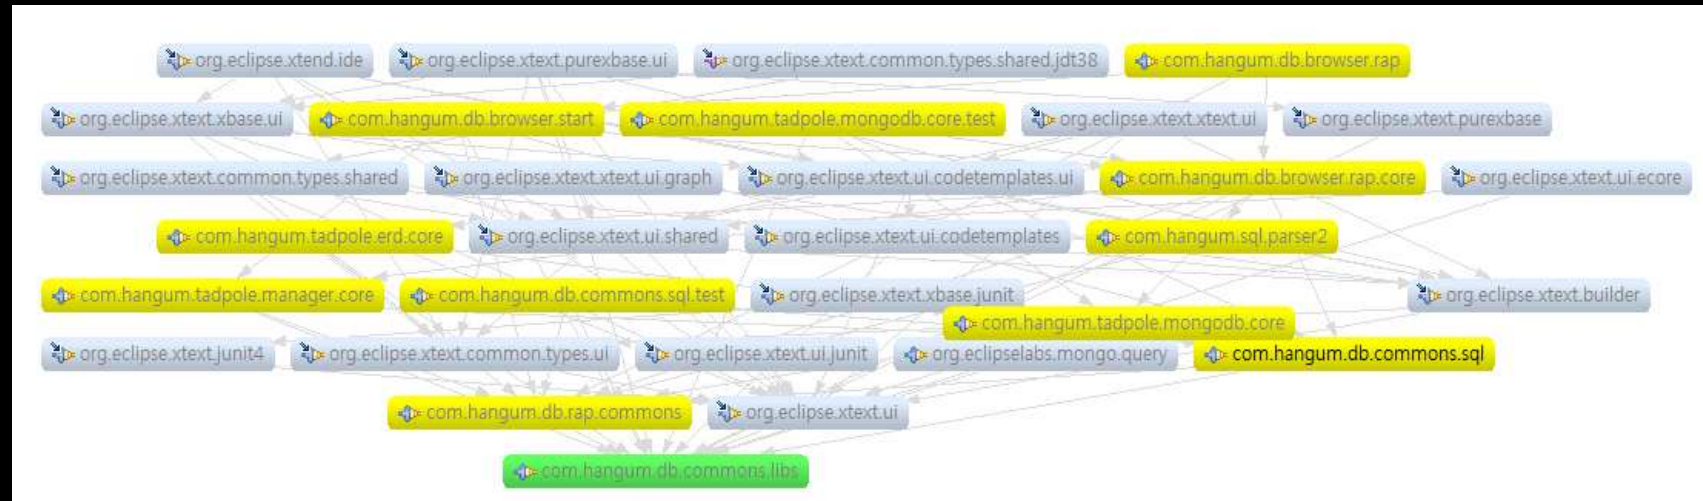 org.eclipse.xtend.ide org.eclipse.xtext.purexbase.ui org.eclipse.xtext.common.types.shared.jdt38 com.hangum.db.browser.rap
org.eclipse.xtext.xbase.ui com.hangum.db.browser.start com.hangum.tadpole.mongodb.core.test org.eclipse.xtext.xtext.ui org.eclipse.xtext.purexbase
org.eclipse.xtext.common.types.shared org.eclipse.xtext.xtext.ui.graph org.eclipse.xtext.ui.codetemplates.ui com.hangum.db.browser.rap.core org.eclipse.xtext.ui.ecore
com.hangum.tadpole.erd.core org.eclipse.xtext.ui.shared org.eclipse.xtext.ui.codetemplates com.hangum.sql.parser2
com.hangum.tadpole.manager.core com.hangum.db.commons.sql.test org.eclipse.xtext.xbase.junit org.eclipse.xtext.builder
com.hangum.tadpole.mongodb.core
org.eclipse.xtext.junit4 org.eclipse.xtext.common.types.ui org.eclipse.xtext.ui.junit org.eclipselabs.mongo.query com.hangum.db.commons.sql
com.hangum.db.rap.commons org.eclipse.xtext.ui
com.hangum.db.commons.libs